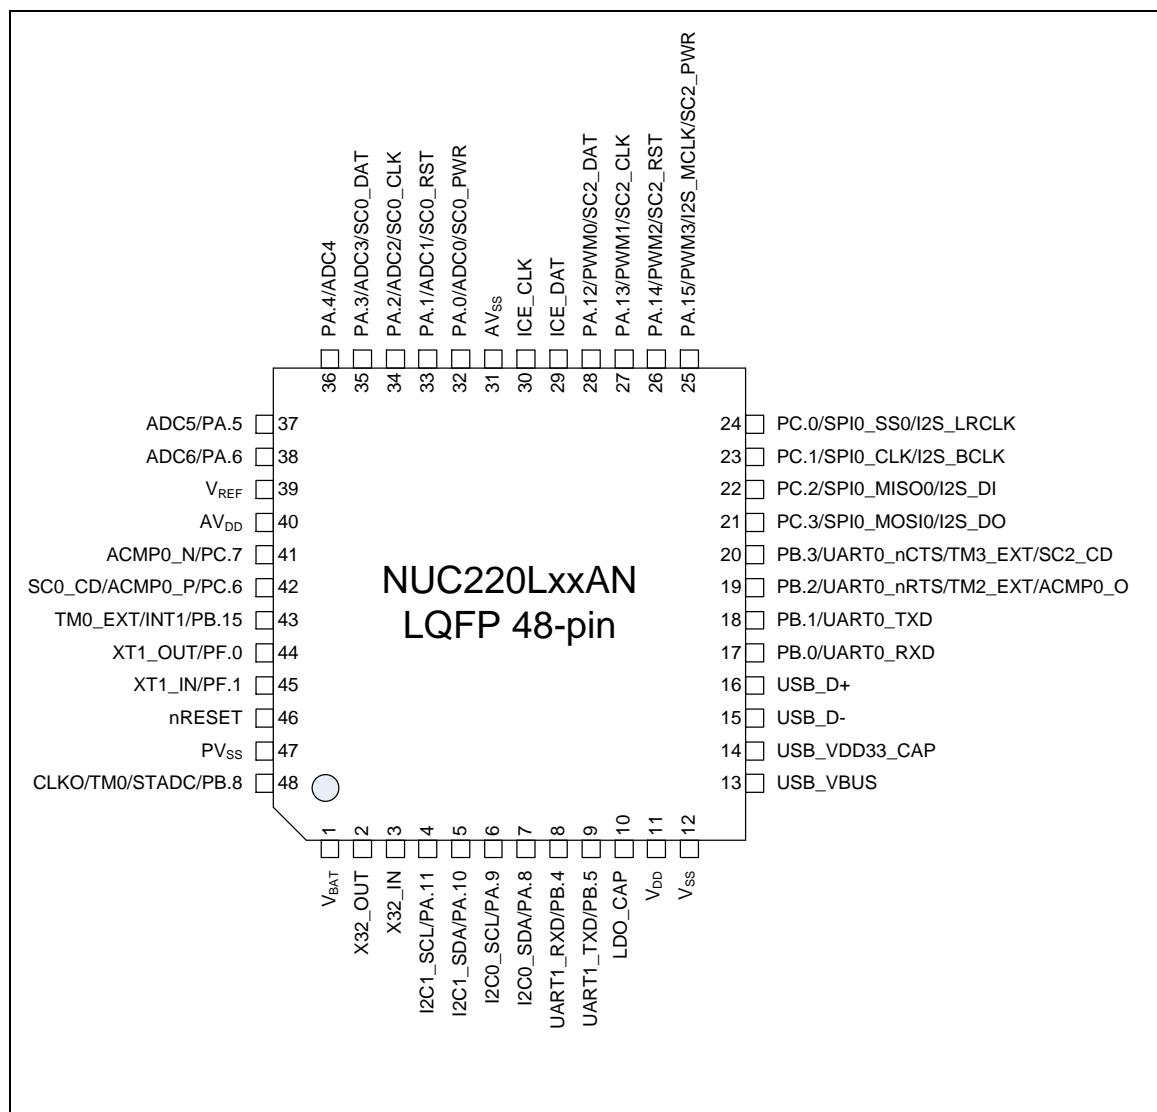 PA.4/ADC4
PA.3/ADC3/SC0_DAT
PA.2/ADC2/SC0_CLK
PA.1/ADC1/SC0_RST
PA.0/ADC0/SC0_PWR
AVSS
ICE_CLK
ICE_DAT
PA.12/PWM0/SC2_DAT
PA.13/PWM1/SC2_CLK
PA.14/PWM2/SC2_RST
PA.15/PWM3/I2S_MCLK/SC2_PWR
36
35
34
33
32
31
30
29
28
27
26
25
ADC5/PA.5 37
ADC6/PA.6 38
VREF 39
AVDD 40
ACMP0_N/PC.7 41
SC0_CD/ACMP0_P/PC.6 42
TM0_EXT/INT1/PB.15 43
XT1_OUT/PF.0 44
XT1_IN/PF.1 45
nRESET 46
PVSS 47
CLKO/TM0/STADC/PB.8 48
NUC220LxxAN
LQFP 48-pin
24 PC.0/SPI0_SS0/I2S_LRCLK
23 PC.1/SPI0_CLK/I2S_BCLK
22 PC.2/SPI0_MISO0/I2S_DI
21 PC.3/SPI0_MOSI0/I2S_DO
20 PB.3/UART0_nCTS/TM3_EXT/SC2_CD
19 PB.2/UART0_nRTS/TM2_EXT/ACMP0_O
18 PB.1/UART0_TXD
17 PB.0/UART0_RXD
16 USB_D+
15 USB_D-
14 USB_VDD33_CAP
13 USB_VBUS
1
2
3
4
5
6
7
8
9
10
11
12
VBAT
X32_OUT
X32_IN
I2C1_SCL/PA.11
I2C1_SDA/PA.10
I2C0_SCL/PA.9
I2C0_SDA/PA.8
UART1_RXD/PB.4
UART1_TXD/PB.5
LDO_CAP
VDD
VSS